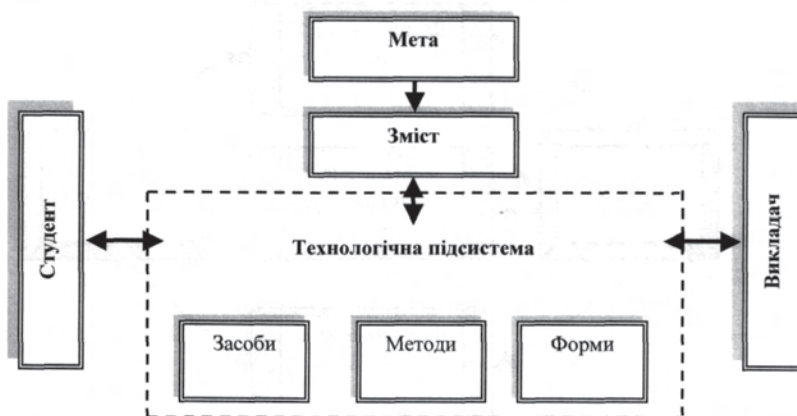 Мета
Зміст
Студент
Технологічна підсистема
Викладач
Засоби
Методи
Форми